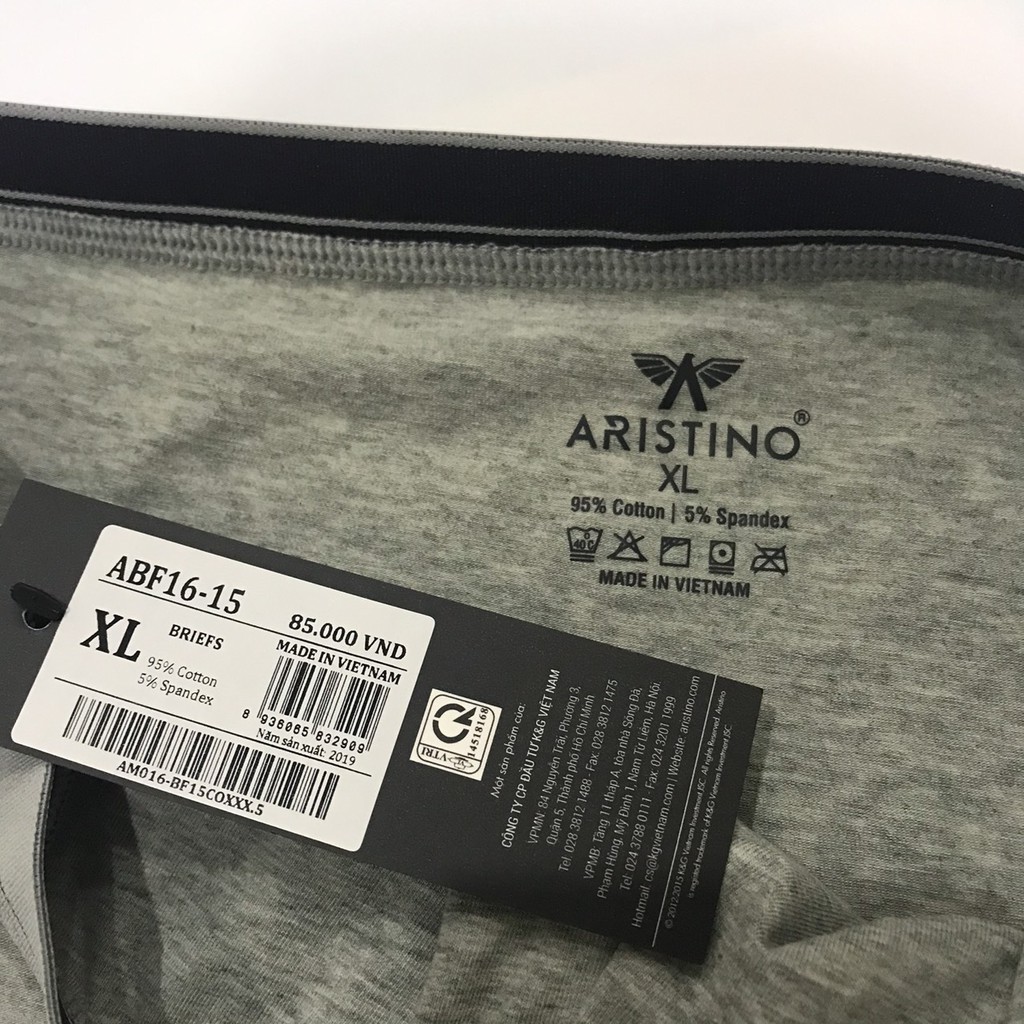 ARISTINO®
XL
95% Cotton | 5% Spandex
40°C
MADE IN VIETNAM
ABF16-15
85.000 VND
XL
BRIEFS
MADE IN VIETNAM
95% Cotton
5% Spandex
8 936065 832909
Năm sản xuất: 2019
AM016-BF15COXXX.5
VTRI
14518168
Một sản phẩm của:
CÔNG TY CP ĐẦU TƯ K&G VIỆT NAM
VPMN: 84 Nguyễn Trãi, Phường 3,
Quận 5, Thành phố Hồ Chí Minh
Tel: 028 3812 1488 - Fax: 028 3812 1475
VPMB: Tầng 11 tháp A, tòa nhà Sông Đà,
Phạm Hùng, Mỹ Đình 1, Nam Từ Liêm, Hà Nội.
Tel: 024 3788 0111 - Fax: 024 3201 1999
Hotmail: cs@kgvietnam.com | Website: aristino.com
© 2012-2015 K&G Vietnam Investment JSC. All rights Reserved. Aristino
is registered trademark of K&G Vietnam Investment JSC.